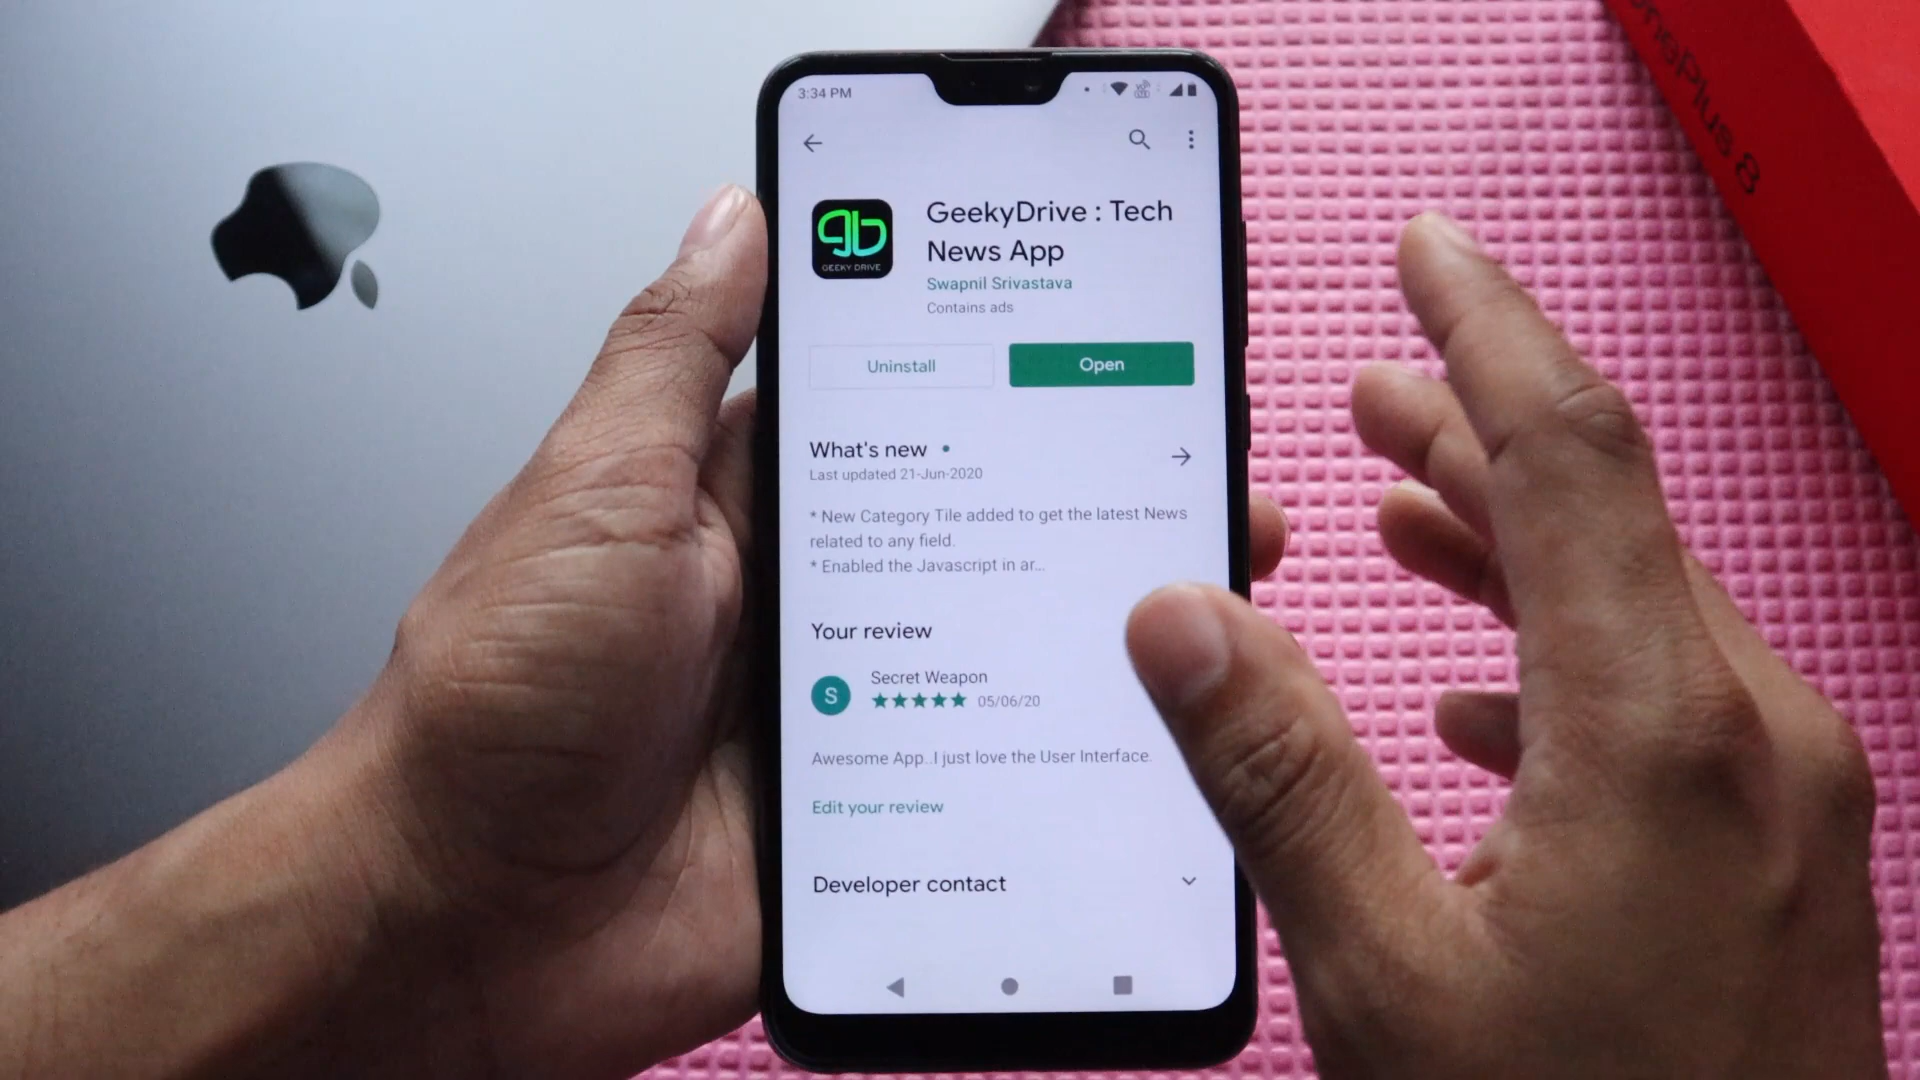 3:34 PM
OnePlus 8
GeekyDrive : Tech
News App
GEEKY DRIVE
Swapnil Srivastava
Contains ads
Uninstall
Open
What's new
Last updated 21-Jun-2020
* New Category Tile added to get the latest News
related to any field.
* Enabled the Javascript in ar...
Your review
S
Secret Weapon
05/06/20
Awesome App..I just love the User Interface.
Edit your review
Developer contact